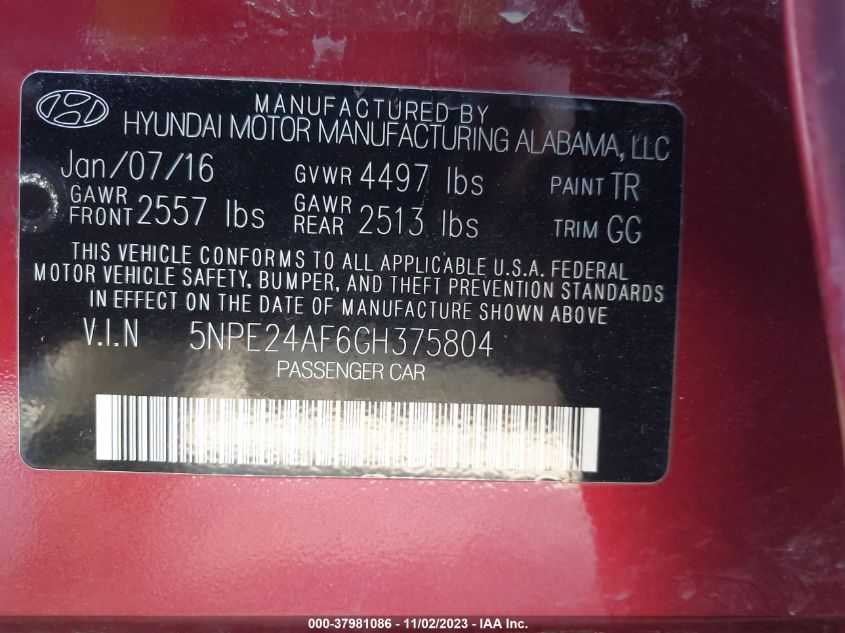 MANUFACTURED BY
HYUNDAI MOTOR MANUFACTURING ALABAMA, LLC
Jan/07/16 GVWR 4497 lbs PAINT TR
GAWR FRONT 2557 lbs GAWR REAR 2513 lbs TRIM GG
THIS VEHICLE CONFORMS TO ALL APPLICABLE U.S.A. FEDERAL
MOTOR VEHICLE SAFETY, BUMPER, AND THEFT PREVENTION STANDARDS
IN EFFECT ON THE DATE OF MANUFACTURE SHOWN ABOVE
V.I.N 5NPE24AF6GH375804
PASSENGER CAR
000-37981086 - 11/02/2023 - IAA Inc.